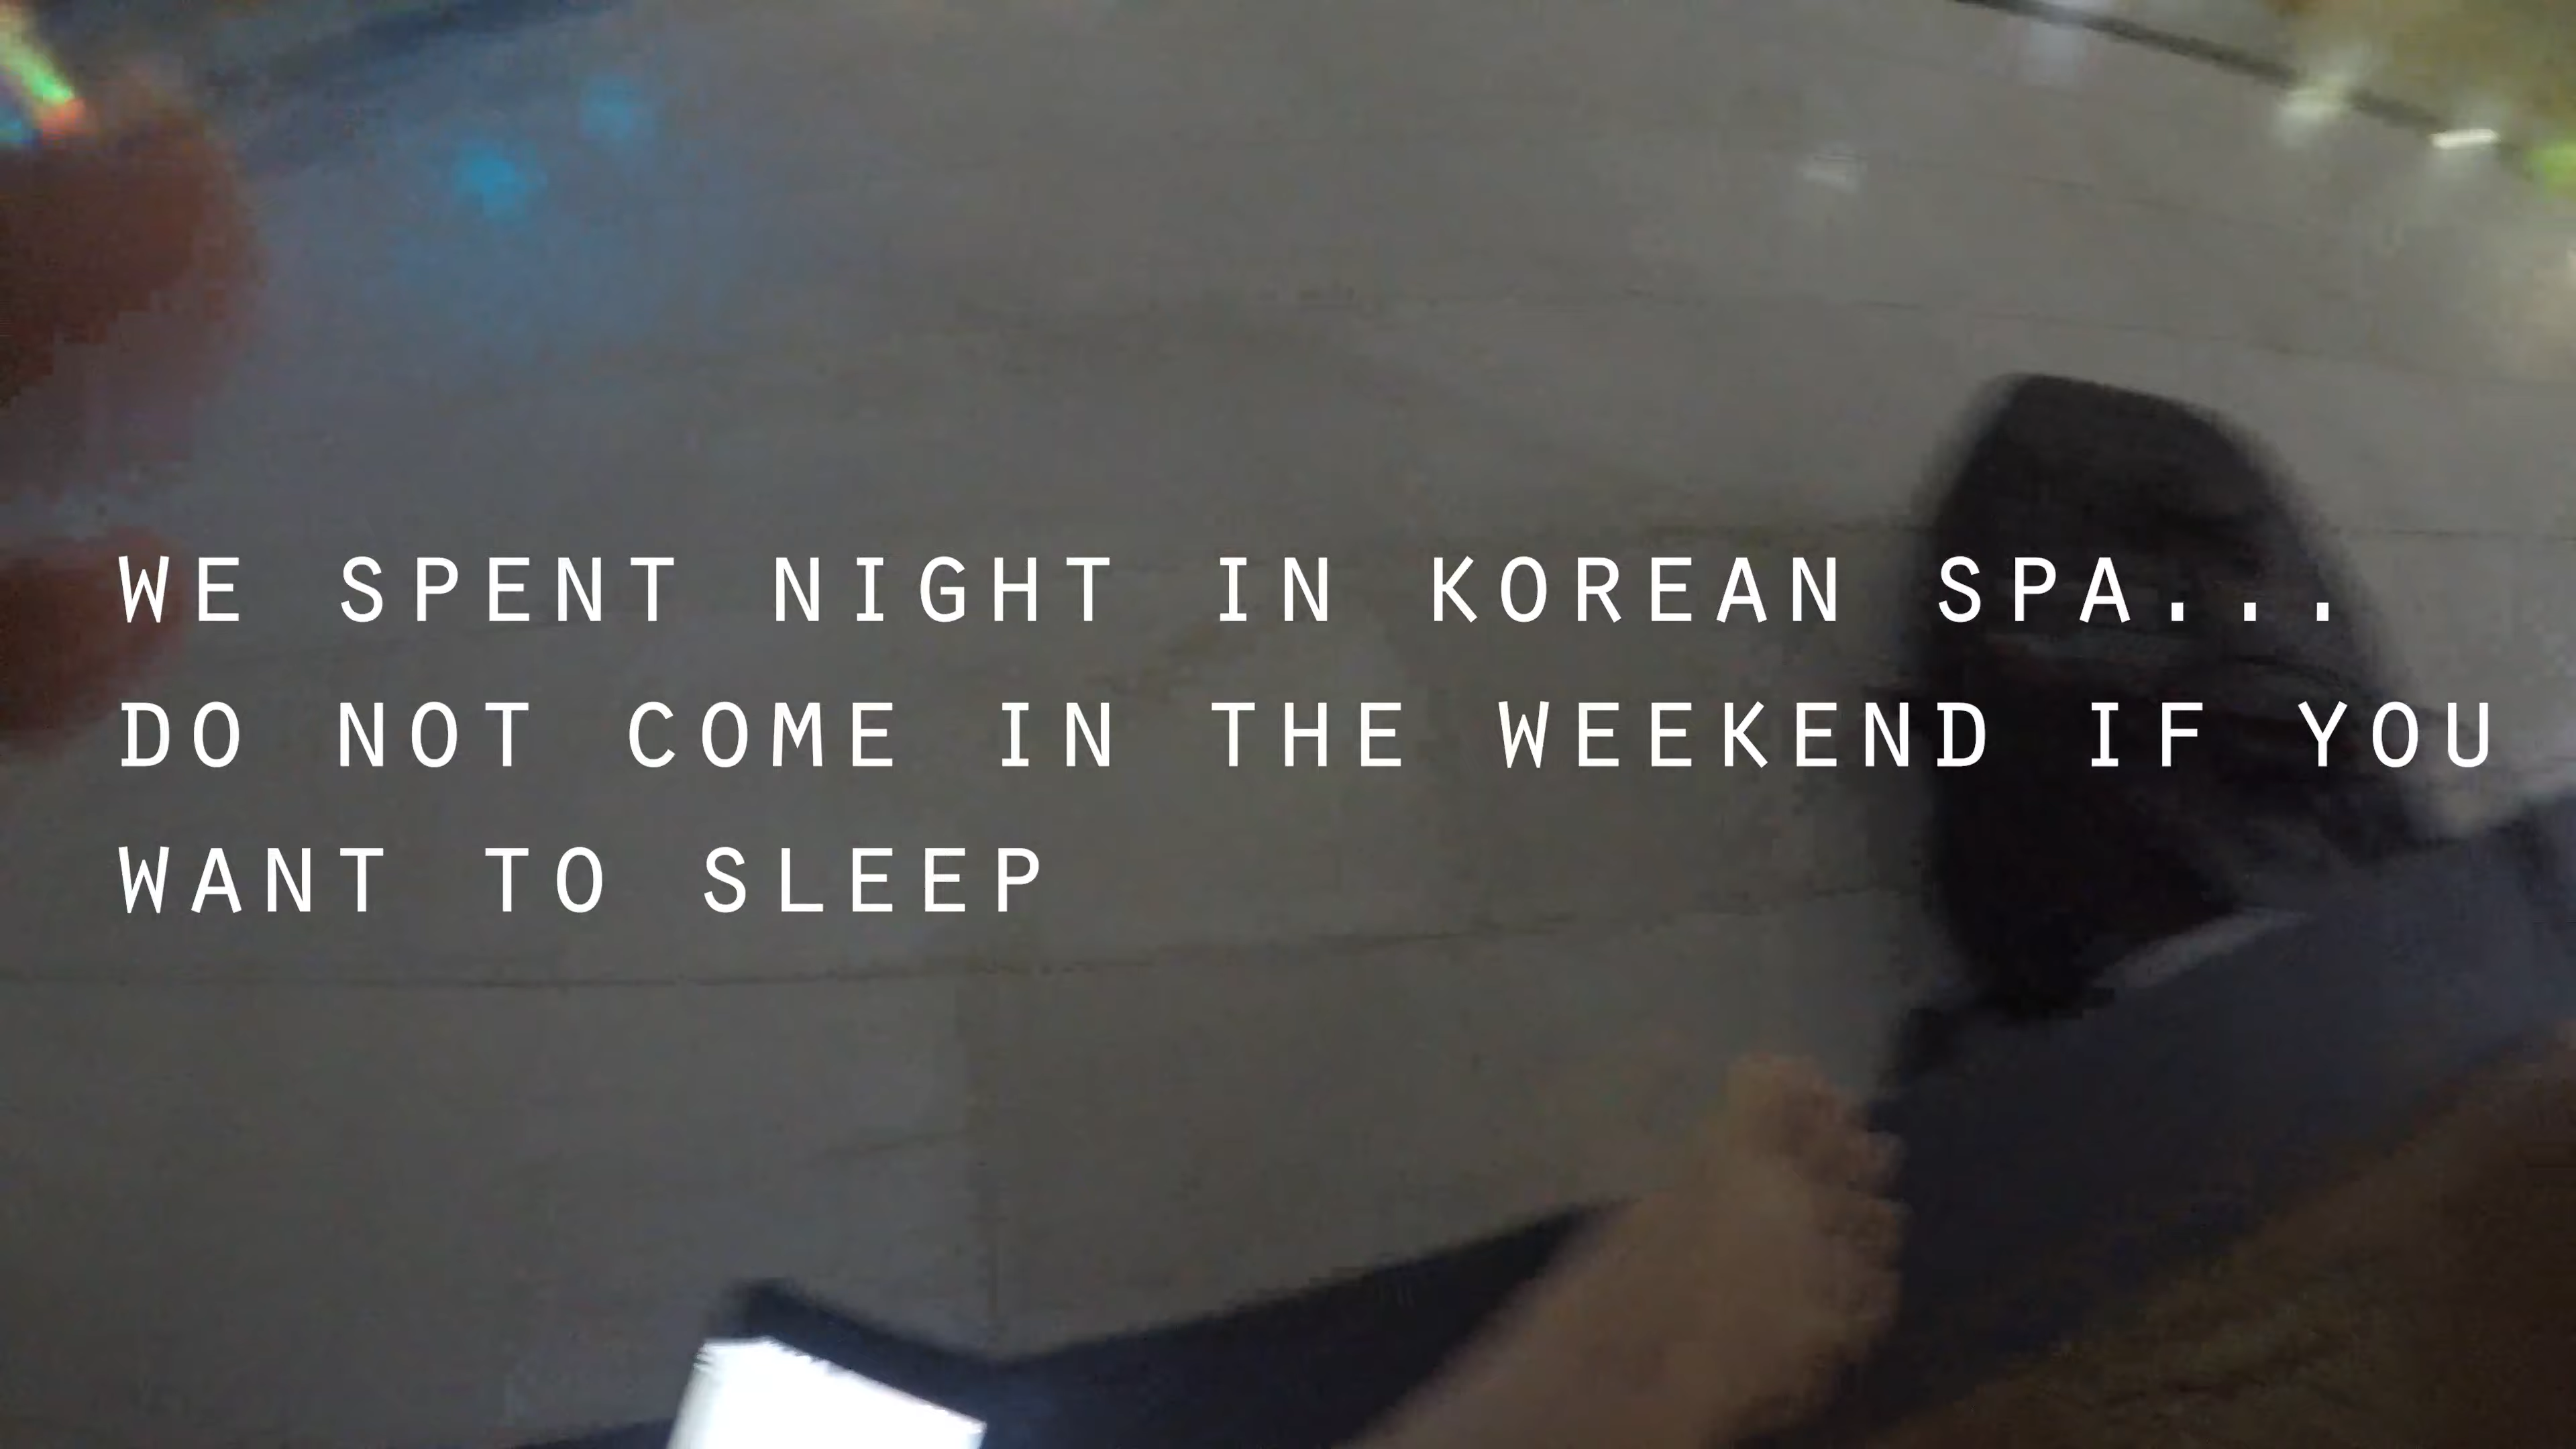 WE SPENT NIGHT IN KOREAN SPA...
DO NOT COME IN THE WEEKEND IF YOU
WANT TO SLEEP